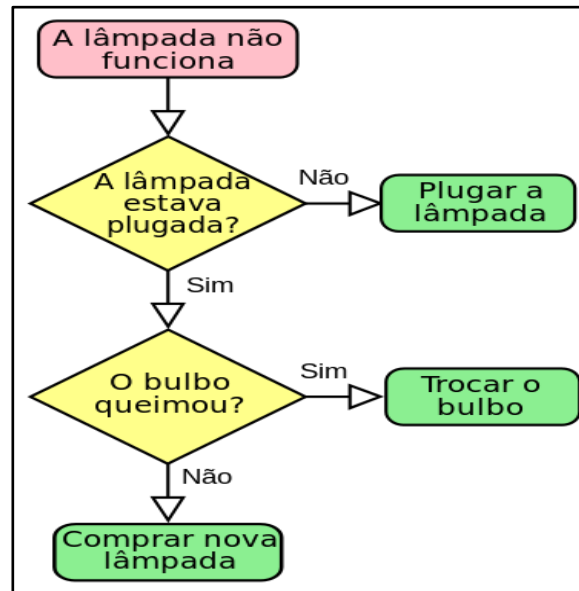 A lâmpada não
funciona
A lâmpada
estava
plugada?
Não
Plugar a
lâmpada
Sim
O bulbo
queimou?
Sim
Trocar o
bulbo
Não
Comprar nova
lâmpada